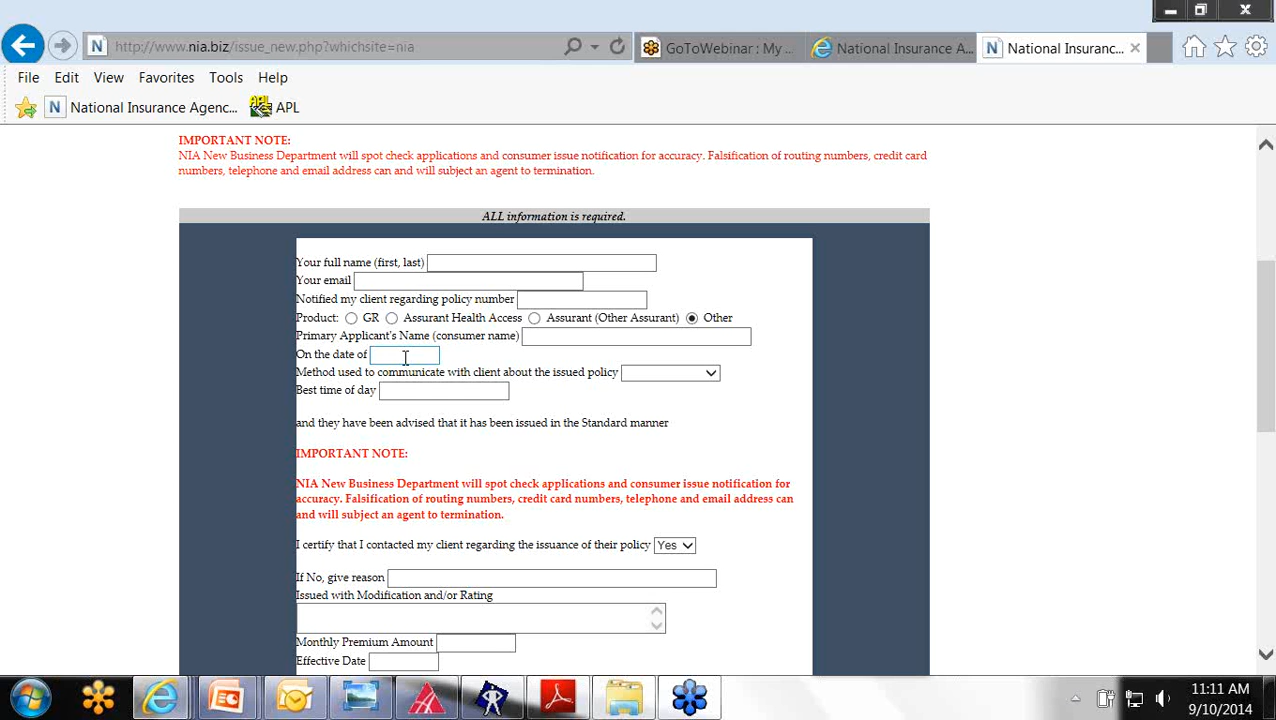 http://www.nia.biz/issue_new.php?whichsite=nia
GoToWebinar : My ...
National Insurance A...
National Insuranc...
File Edit View Favorites Tools Help
National Insurance Agenc...
APL
IMPORTANT NOTE:
NIA New Business Department will spot check applications and consumer issue notification for accuracy. Falsification of routing numbers, credit card
numbers, telephone and email address can and will subject an agent to termination.
ALL information is required.
Your full name (first, last)
Your email
Notified my client regarding policy number
Product: GR Assurant Health Access Assurant (Other Assurant) Other
Primary Applicant's Name (consumer name)
On the date of
Method used to communicate with client about the issued policy
Best time of day
and they have been advised that it has been issued in the Standard manner
IMPORTANT NOTE:
NIA New Business Department will spot check applications and consumer issue notification for
accuracy. Falsification of routing numbers, credit card numbers, telephone and email address can
and will subject an agent to termination.
I certify that I contacted my client regarding the issuance of their policy Yes
If No, give reason
Issued with Modification and/or Rating
Monthly Premium Amount
Effective Date
11:11 AM
9/10/2014